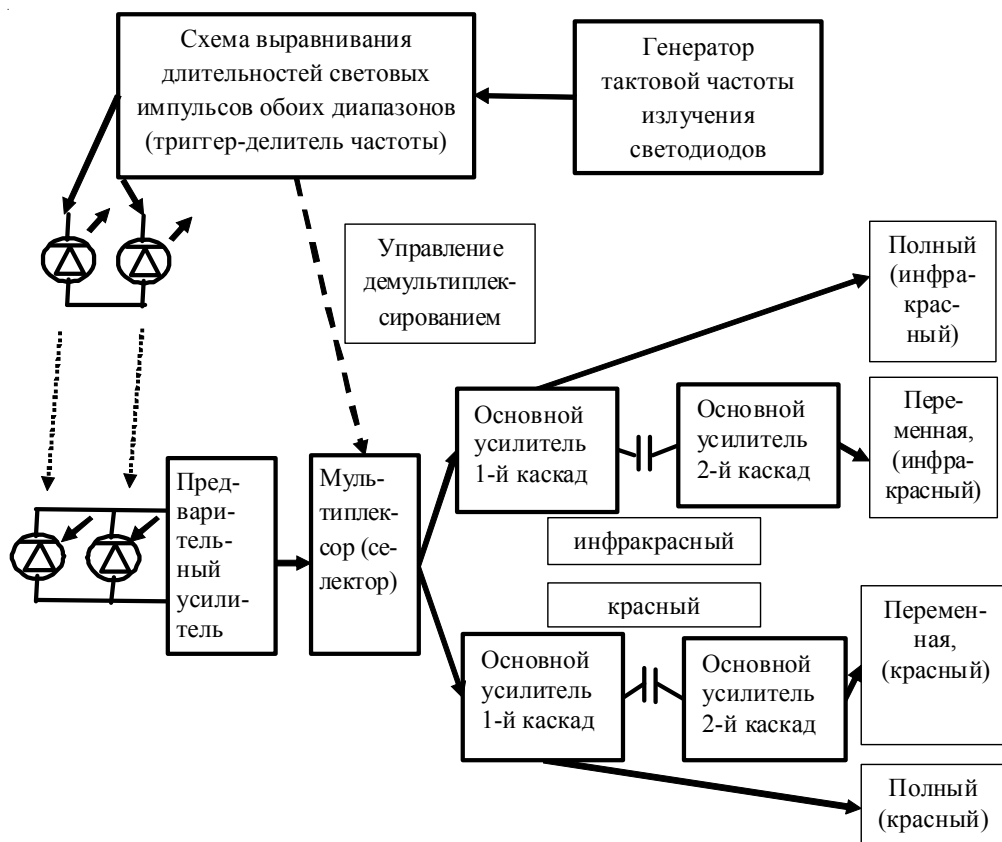 Схема выравнивания
длительностей световых
импульсов обоих диапазонов
(триггер-делитель частоты)
Генератор
тактовой частоты
излучения
светодиодов
Управление
демультиплек-
сированием
Полный
(инфра-
крас-
ный)
Основной
усилитель
1-й каскад
Основной
усилитель
2-й каскад
Пере-
менная,
(инфра-
красный)
Пред-
вари-
тель-
ный
усили-
тель
Муль-
типлек-
сор (се-
лектор)
инфракрасный
красный
Основной
усилитель
1-й каскад
Основной
усилитель
2-й каскад
Перемен-
ная,
(красный)
Полный
(красный)